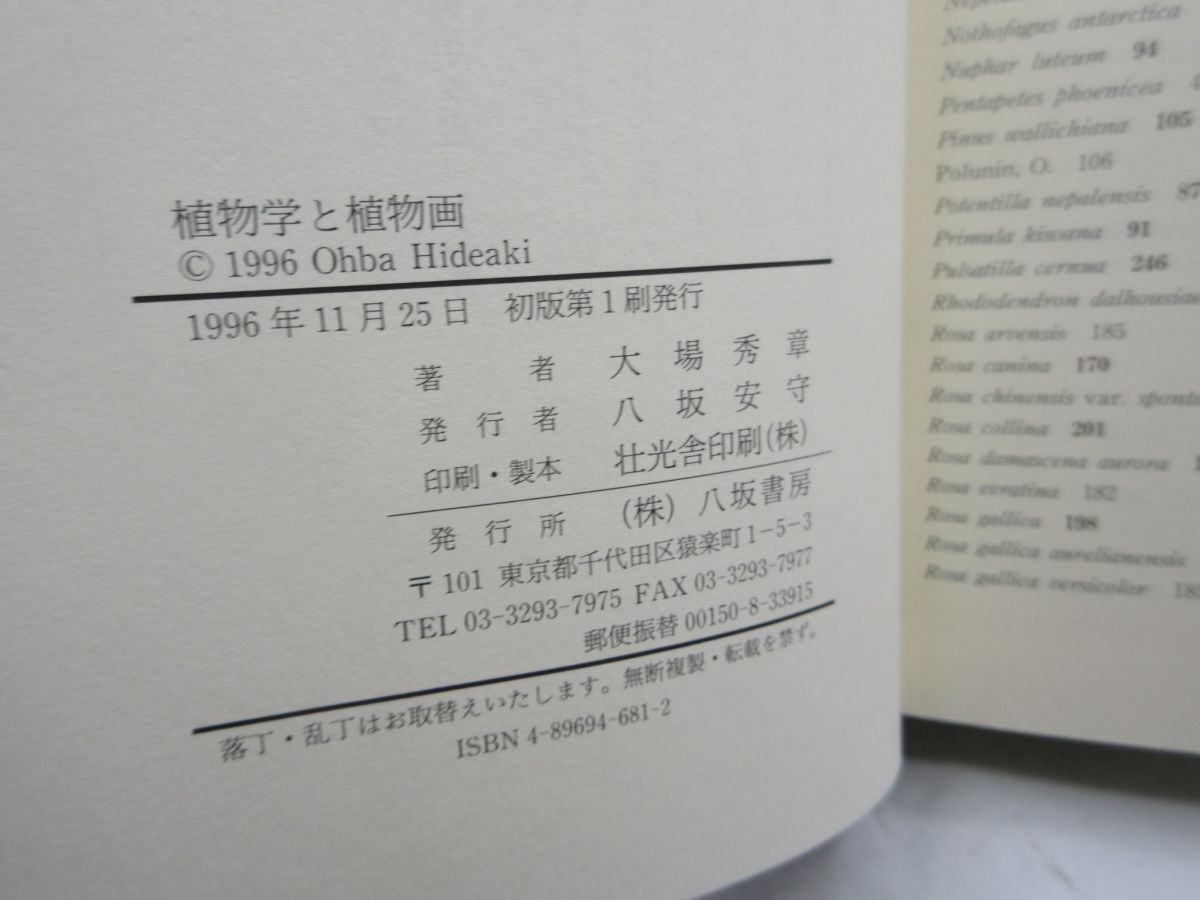 植物学と植物画
© 1996 Ohba Hideaki
1996年11月25日 初版第1刷発行
著者 大場秀章
発行者 八坂安守
印刷・製本 壮光舎印刷(株)
発行所 (株)八坂書房
〒101 東京都千代田区猿楽町1-5-3
TEL 03-3293-7975 FAX 03-3293-7977
郵便振替 00150-8-33915
落丁・乱丁はお取替えいたします。無断複製・転載を禁ず。
ISBN 4-89694-681-2
Nothofagus antarctica
Nuphar luteum 94
Pentapetes phoenicea
Pinus wallichiana 105
Polunin, O. 106
Potentilla nepalensis 87
Primula kisoana 91
Pulsatilla cernua 246
Rhododendron dalhousiae
Rosa arvensis 185
Rosa canina 170
Rosa chinensis var.
Rosa collina 201
Rosa damascena aurora
Rosa evratina 182
Rosa gallica 198
Rosa gallica aurelianensis
Rosa gallica versicolor